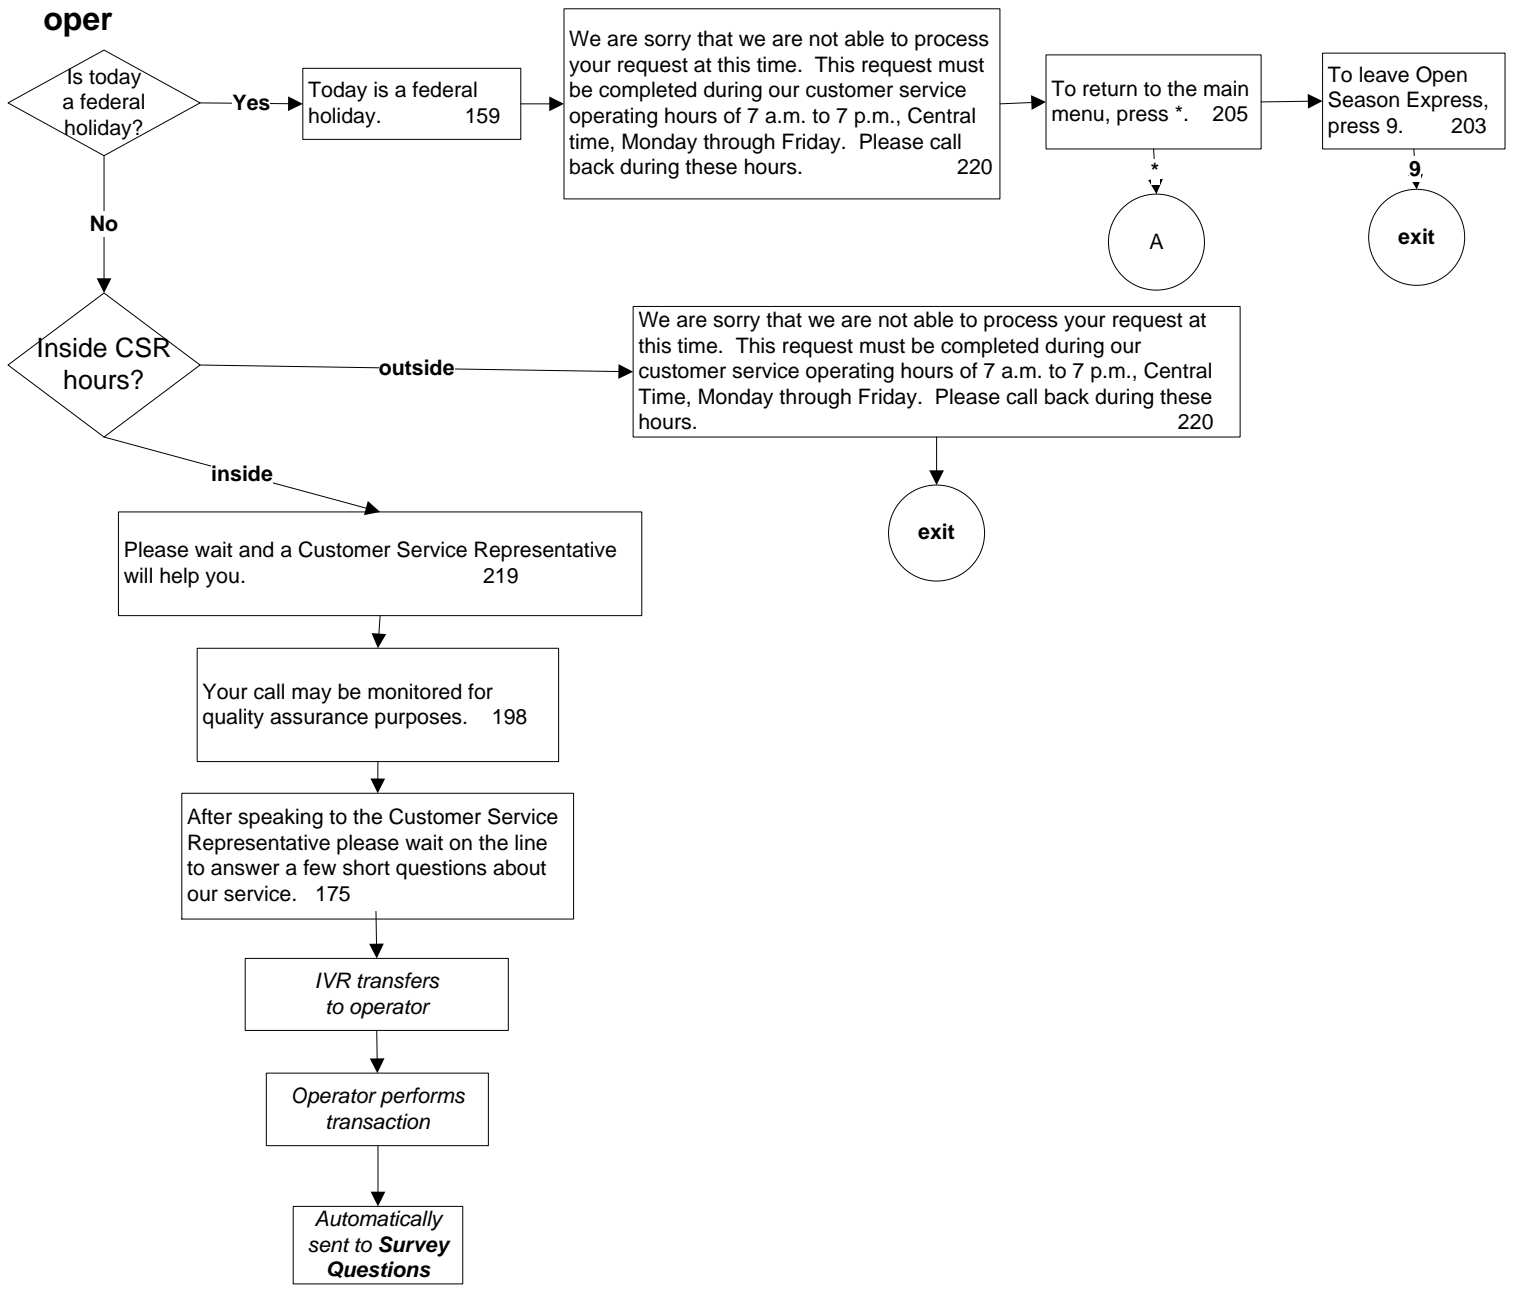 oper
Is today
a federal
holiday?
Yes
Today is a federal
holiday. 159
We are sorry that we are not able to process
your request at this time. This request must
be completed during our customer service
operating hours of 7 a.m. to 7 p.m., Central
time, Monday through Friday. Please call
back during these hours. 220
To return to the main
menu, press *. 205
To leave Open
Season Express,
press 9. 203
*
A
9
exit
No
Inside CSR
hours?
outside
We are sorry that we are not able to process your request at
this time. This request must be completed during our
customer service operating hours of 7 a.m. to 7 p.m., Central
Time, Monday through Friday. Please call back during these
hours. 220
exit
inside
Please wait and a Customer Service Representative
will help you. 219
Your call may be monitored for
quality assurance purposes. 198
After speaking to the Customer Service
Representative please wait on the line
to answer a few short questions about
our service. 175
IVR transfers
to operator
Operator performs
transaction
Automatically
sent to Survey
Questions